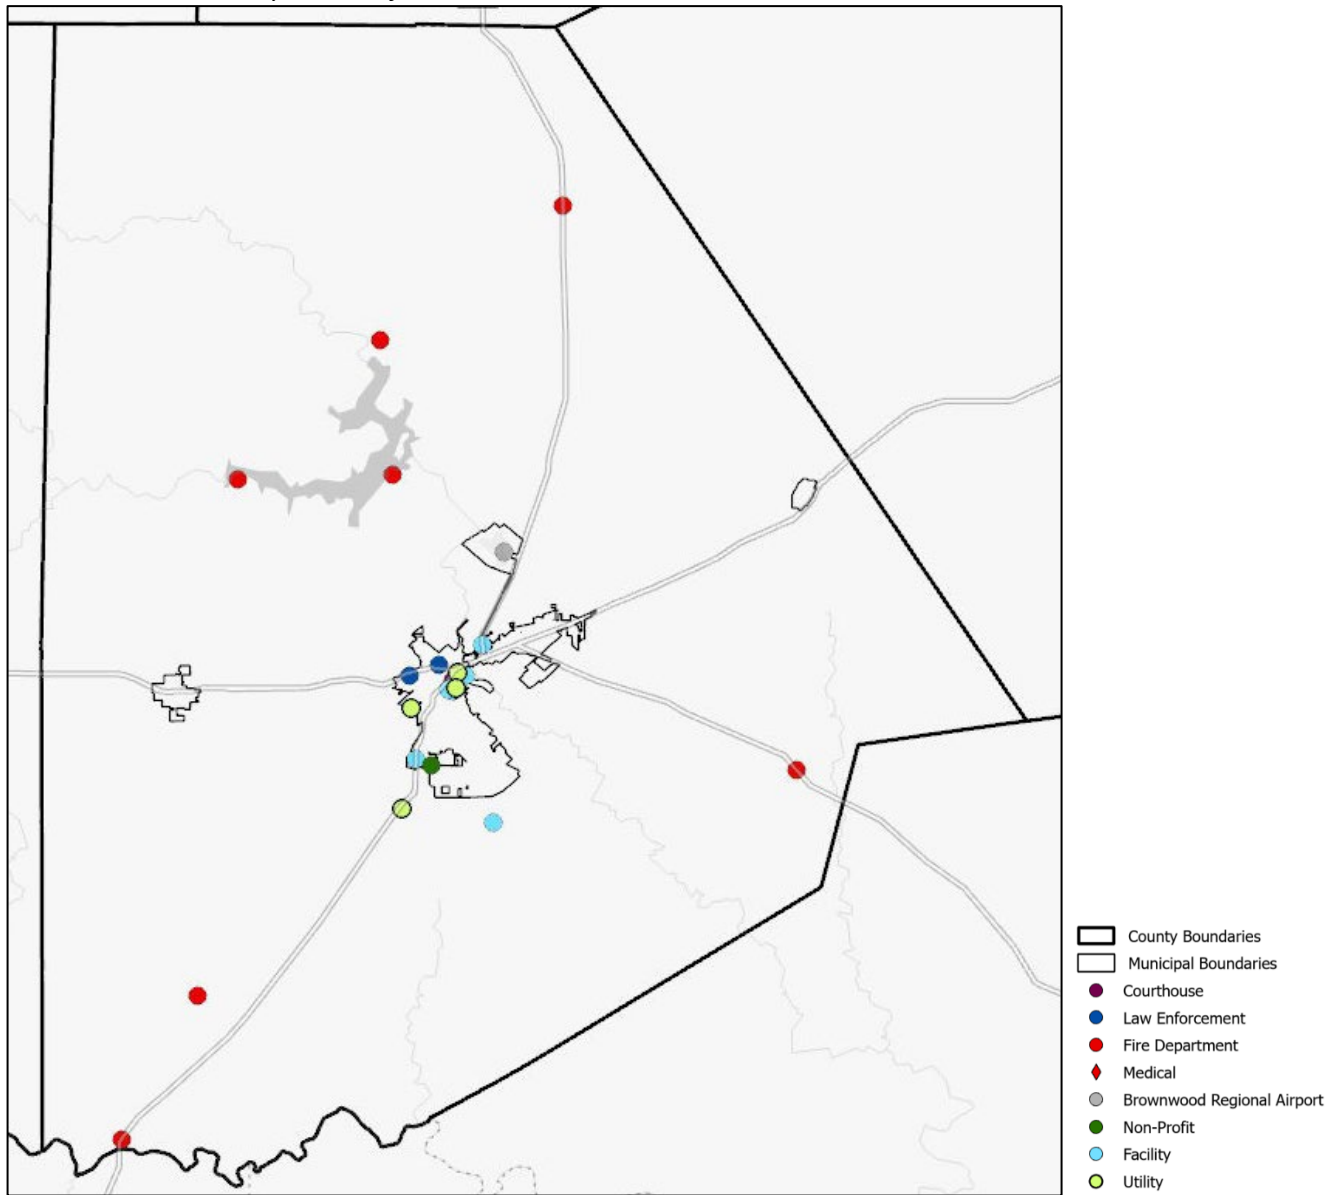 County Boundaries
Municipal Boundaries
Courthouse
Law Enforcement
Fire Department
Medical
Brownwood Regional Airport
Non-Profit
Facility
Utility